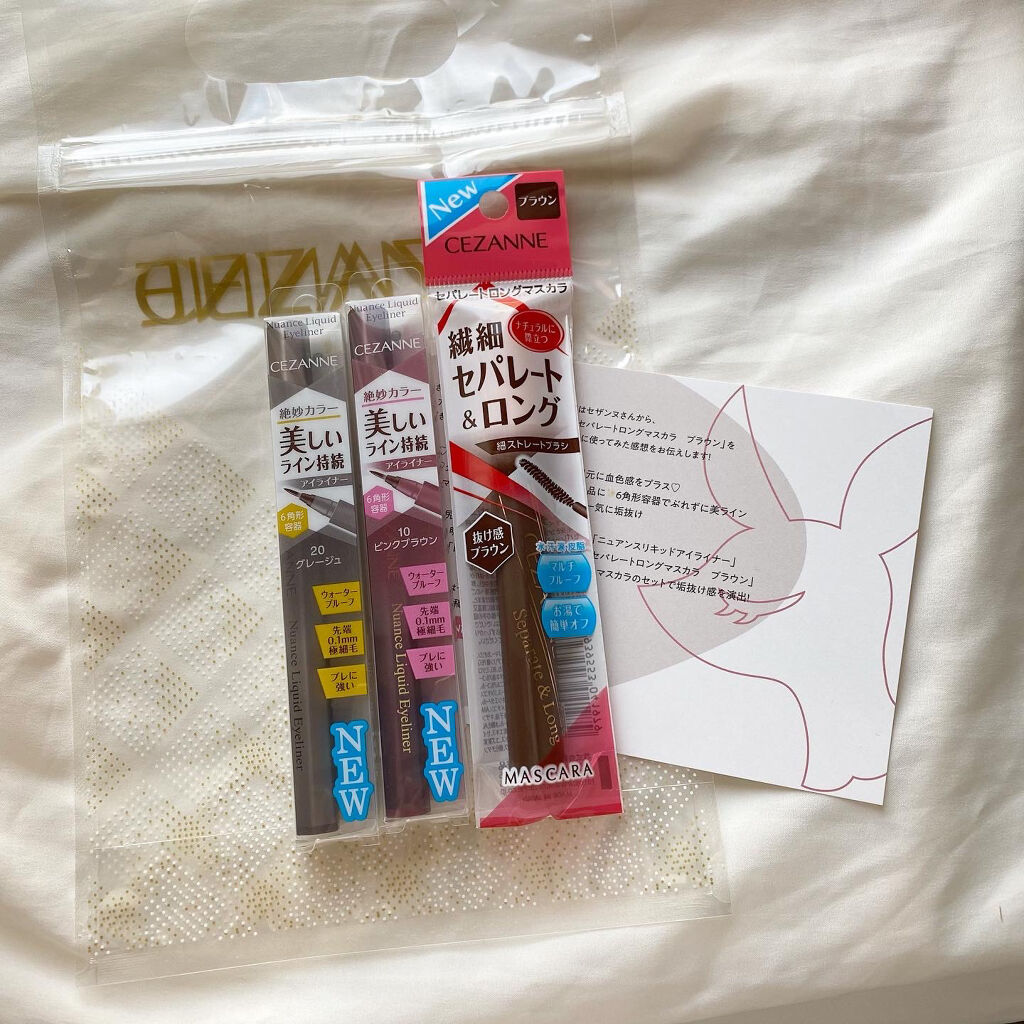 Nuance Liquid
Eyeliner
CEZANNE
絶妙カラー
美しい
ライン持続
アイライナー
6角形
容器
20
グレージュ
ウォーター
プルーフ
先端
0.1mm
極細毛
ブレに
強い
Nuance Liquid Eyeliner
NEW
Nuance Liquid
Eyeliner
CEZANNE
絶妙カラー
美しい
ライン持続
アイライナー
6角形
容器
10
ピンクブラウン
ウォーター
プルーフ
先端
0.1mm
極細毛
ブレに
強い
Nuance Liquid Eyeliner
NEW
New
ブラウン
CEZANNE
セパレートロングマスカラ
ナチュラルに
際立つ
繊細
セパレート
&ロング
細ストレートブラシ
抜け感
ブラウン
マルチ
プルーフ
お湯で
簡単オフ
Separate & Long
MASCARA
はセザンヌさんから、
セパレートロングマスカラ ブラウン」を
に使ってみた感想をお伝えします!
元に血色感をプラス♡
品に✨6角形容器でぶれずに美ライン
一気に垢抜け
「ニュアンスリキッドアイライナー」
セパレートロングマスカラ ブラウン」
マスカラのセットで垢抜け感を演出!